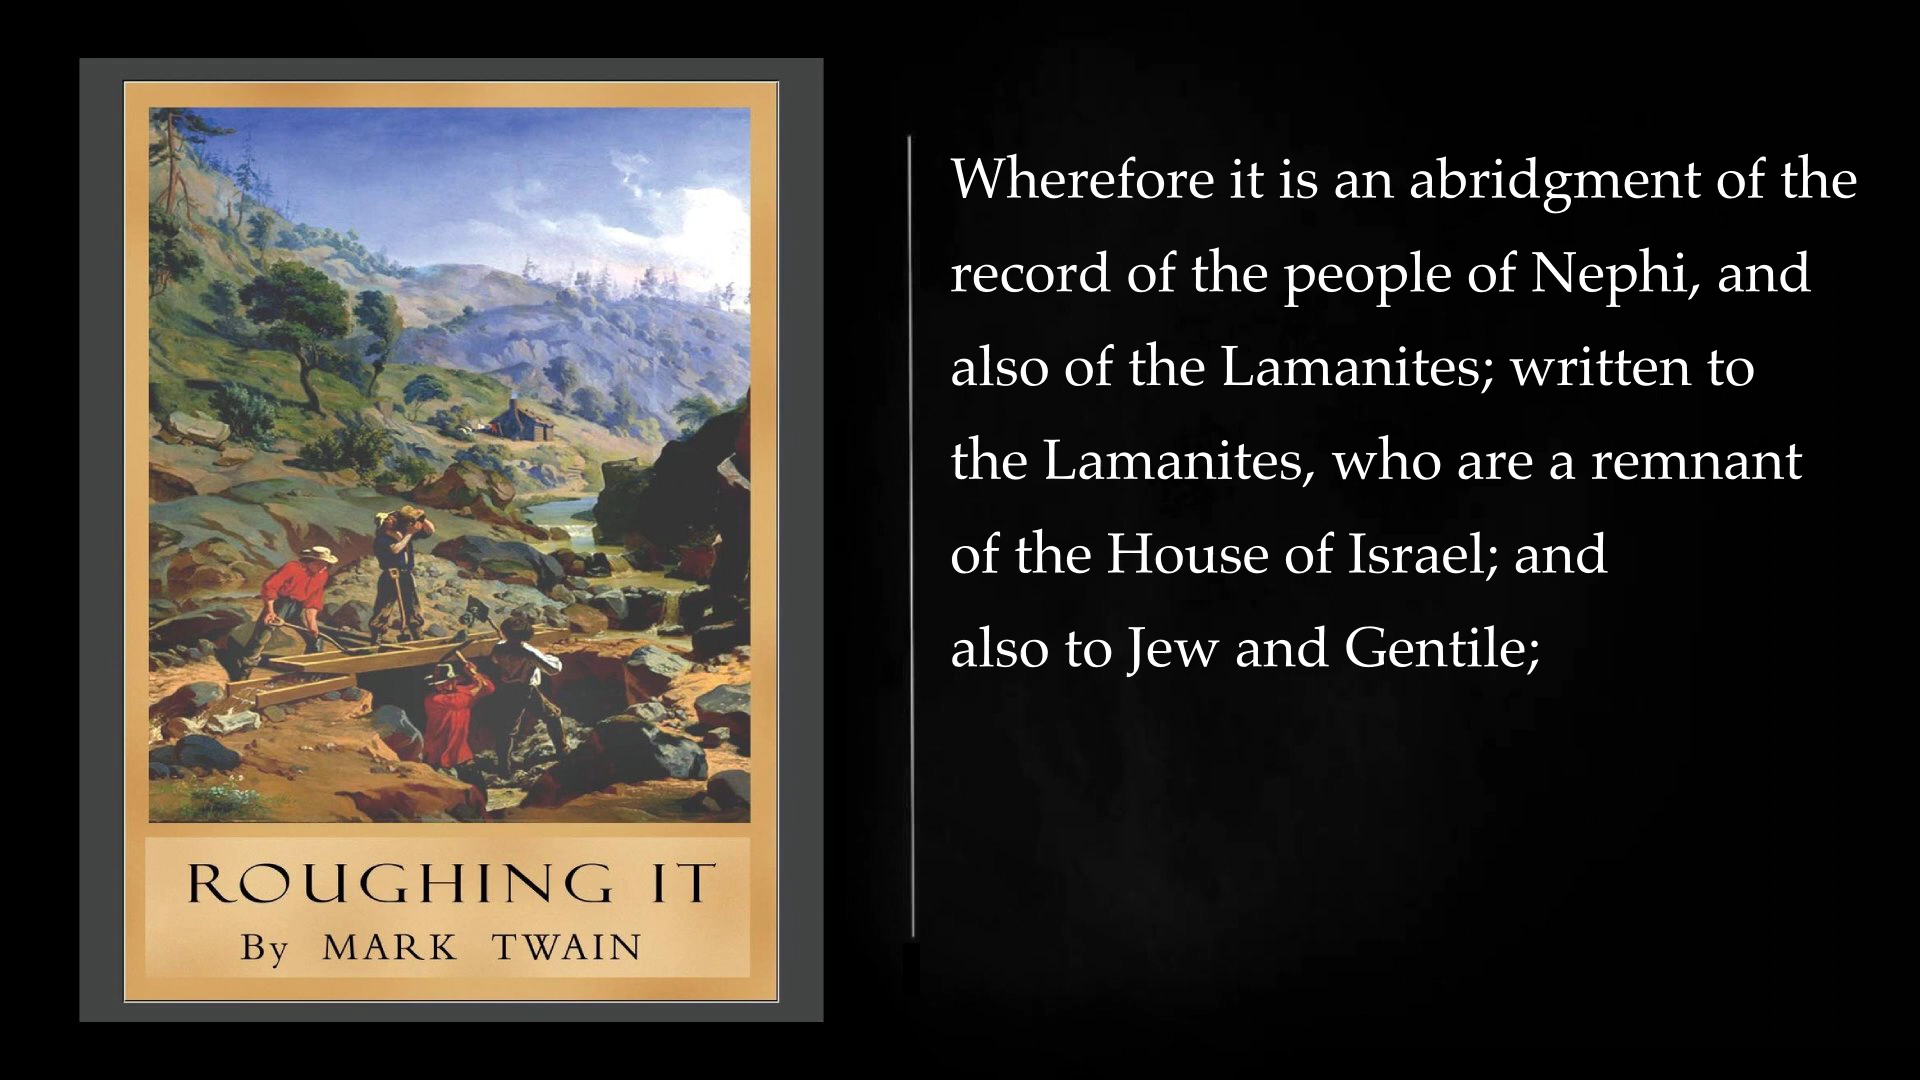 ROUGHING IT
By MARK TWAIN
Wherefore it is an abridgment of the
record of the people of Nephi, and
also of the Lamanites; written to
the Lamanites, who are a remnant
of the House of Israel; and
also to Jew and Gentile;